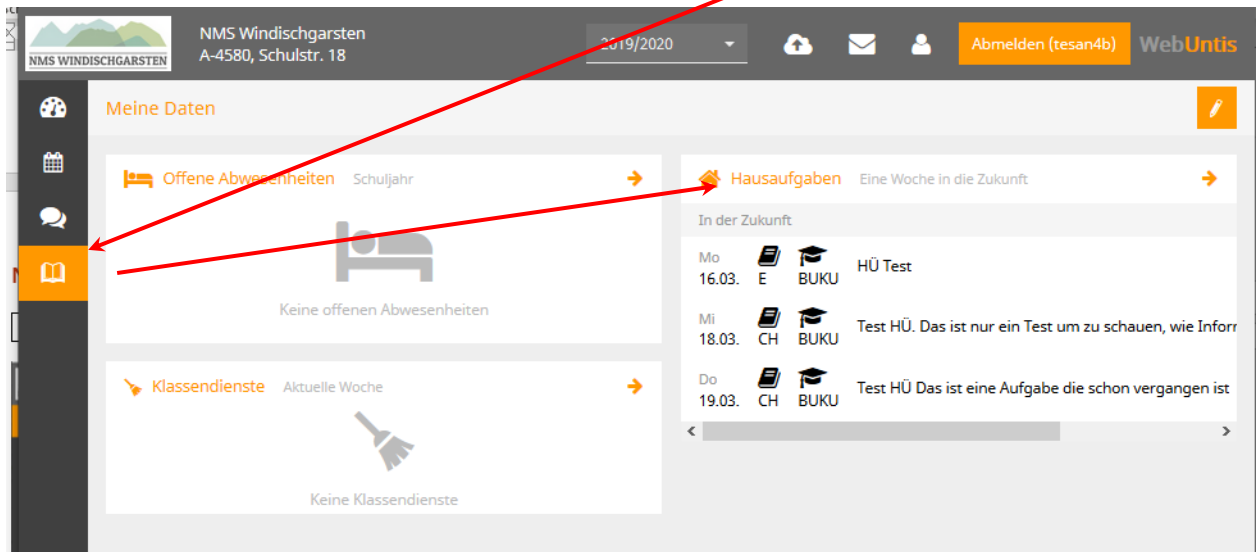 NMS WINDISCHGARSTEN
NMS Windischgarsten
A-4580, Schulstr. 18
2019/2020
Abmelden (tesan4b)
WebUntis
Meine Daten
Offene Abwesenheiten Schuljahr
Keine offenen Abwesenheiten
Klassendienste Aktuelle Woche
Keine Klassendienste
Hausaufgaben Eine Woche in die Zukunft
In der Zukunft
Mo
16.03. E BUKU HÜ Test
Mi
18.03. CH BUKU Test HÜ. Das ist nur ein Test um zu schauen, wie
Do
19.03. CH BUKU Test HÜ Das ist eine Aufgabe die schon vergangen ist